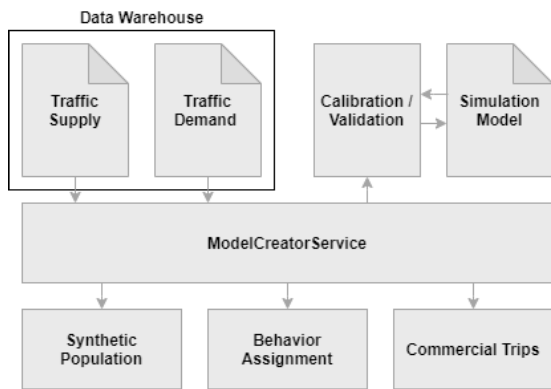 Data Warehouse
Traffic
Supply
Traffic
Demand
Calibration /
Validation
Simulation
Model
ModelCreatorService
Synthetic
Population
Behavior
Assignment
Commercial Trips